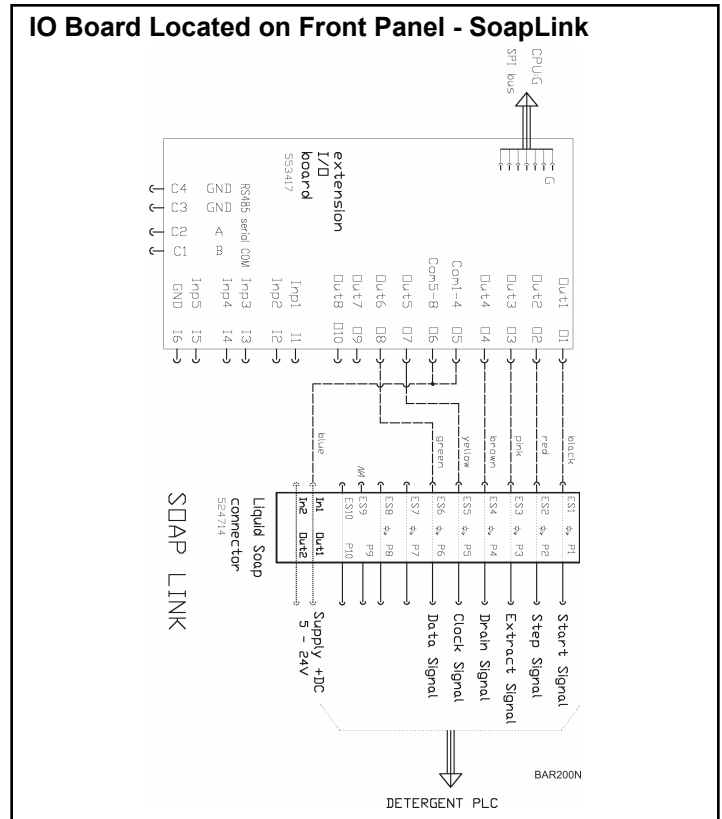 IO Board Located on Front Panel - SoapLink
CPU:G
SPI bus
G
extension
I/O
board
553417
C4 GND
C3 GND
C2 A
C1 B
RS485 serial COM
GND I6
Inp5 I5
Inp4 I4
Inp3 I3
Inp2 I2
Inp1 I1
Out8 O10
Out7 O9
Out6 O8
Out5 O7
Com5-8 O6
Com1-4 O5
Out4 O4
Out3 O3
Out2 O2
Out1 O1
blue
green
yellow
brown
pink
red
black
NA
In2 Out2
In1 Out1
ES10 P10
ES9 P9
ES8 P8
ES7 P7
ES6 P6
ES5 P5
ES4 P4
ES3 P3
ES2 P2
ES1 P1
Liquid Soap
connector
524714
SOAP LINK
Supply +DC
5 - 24V
Data Signal
Clock Signal
Drain Signal
Extract Signal
Step Signal
Start Signal
BAR200N
DETERGENT PLC